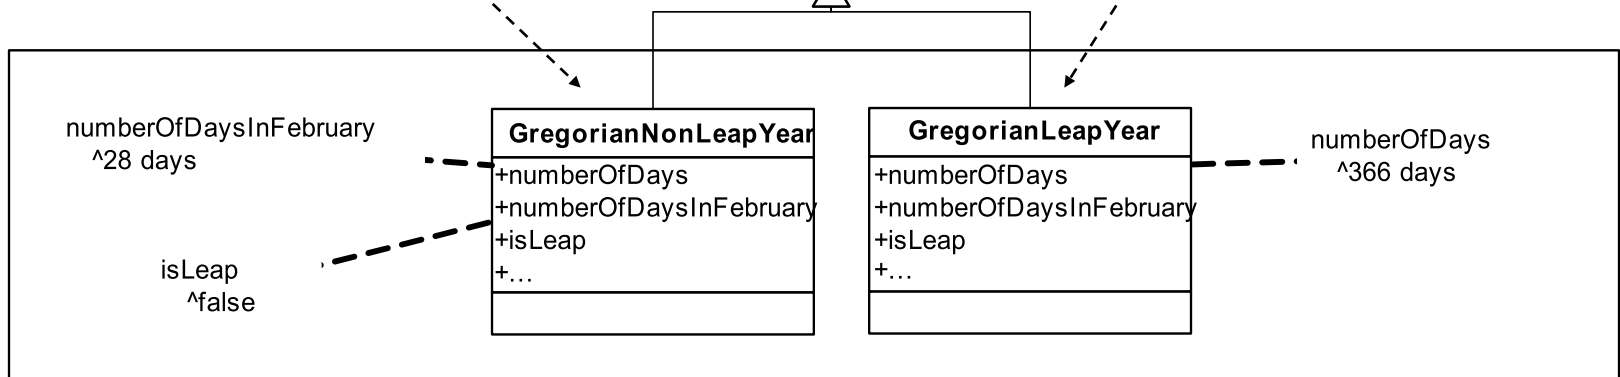 numberOfDaysInFebruary
^28 days
isLeap
^false
GregorianNonLeapYear
+numberOfDays
+numberOfDaysInFebruary
+isLeap
+...
GregorianLeapYear
+numberOfDays
+numberOfDaysInFebruary
+isLeap
+...
numberOfDays
^366 days